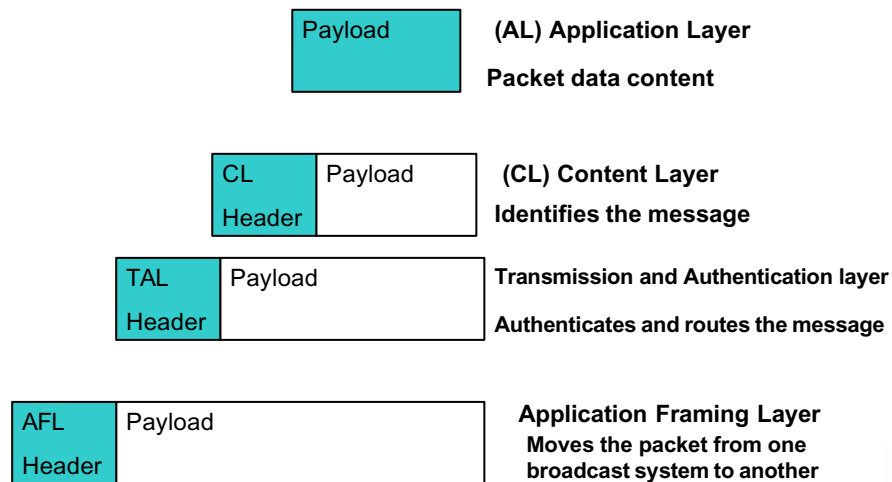 Payload (AL) Application Layer
Packet data content
CL Payload (CL) Content Layer
Header Identifies the message
TAL Payload Transmission and Authentication layer
Header Authenticates and routes the message
AFL Payload Application Framing Layer
Moves the packet from one
Header broadcast system to another